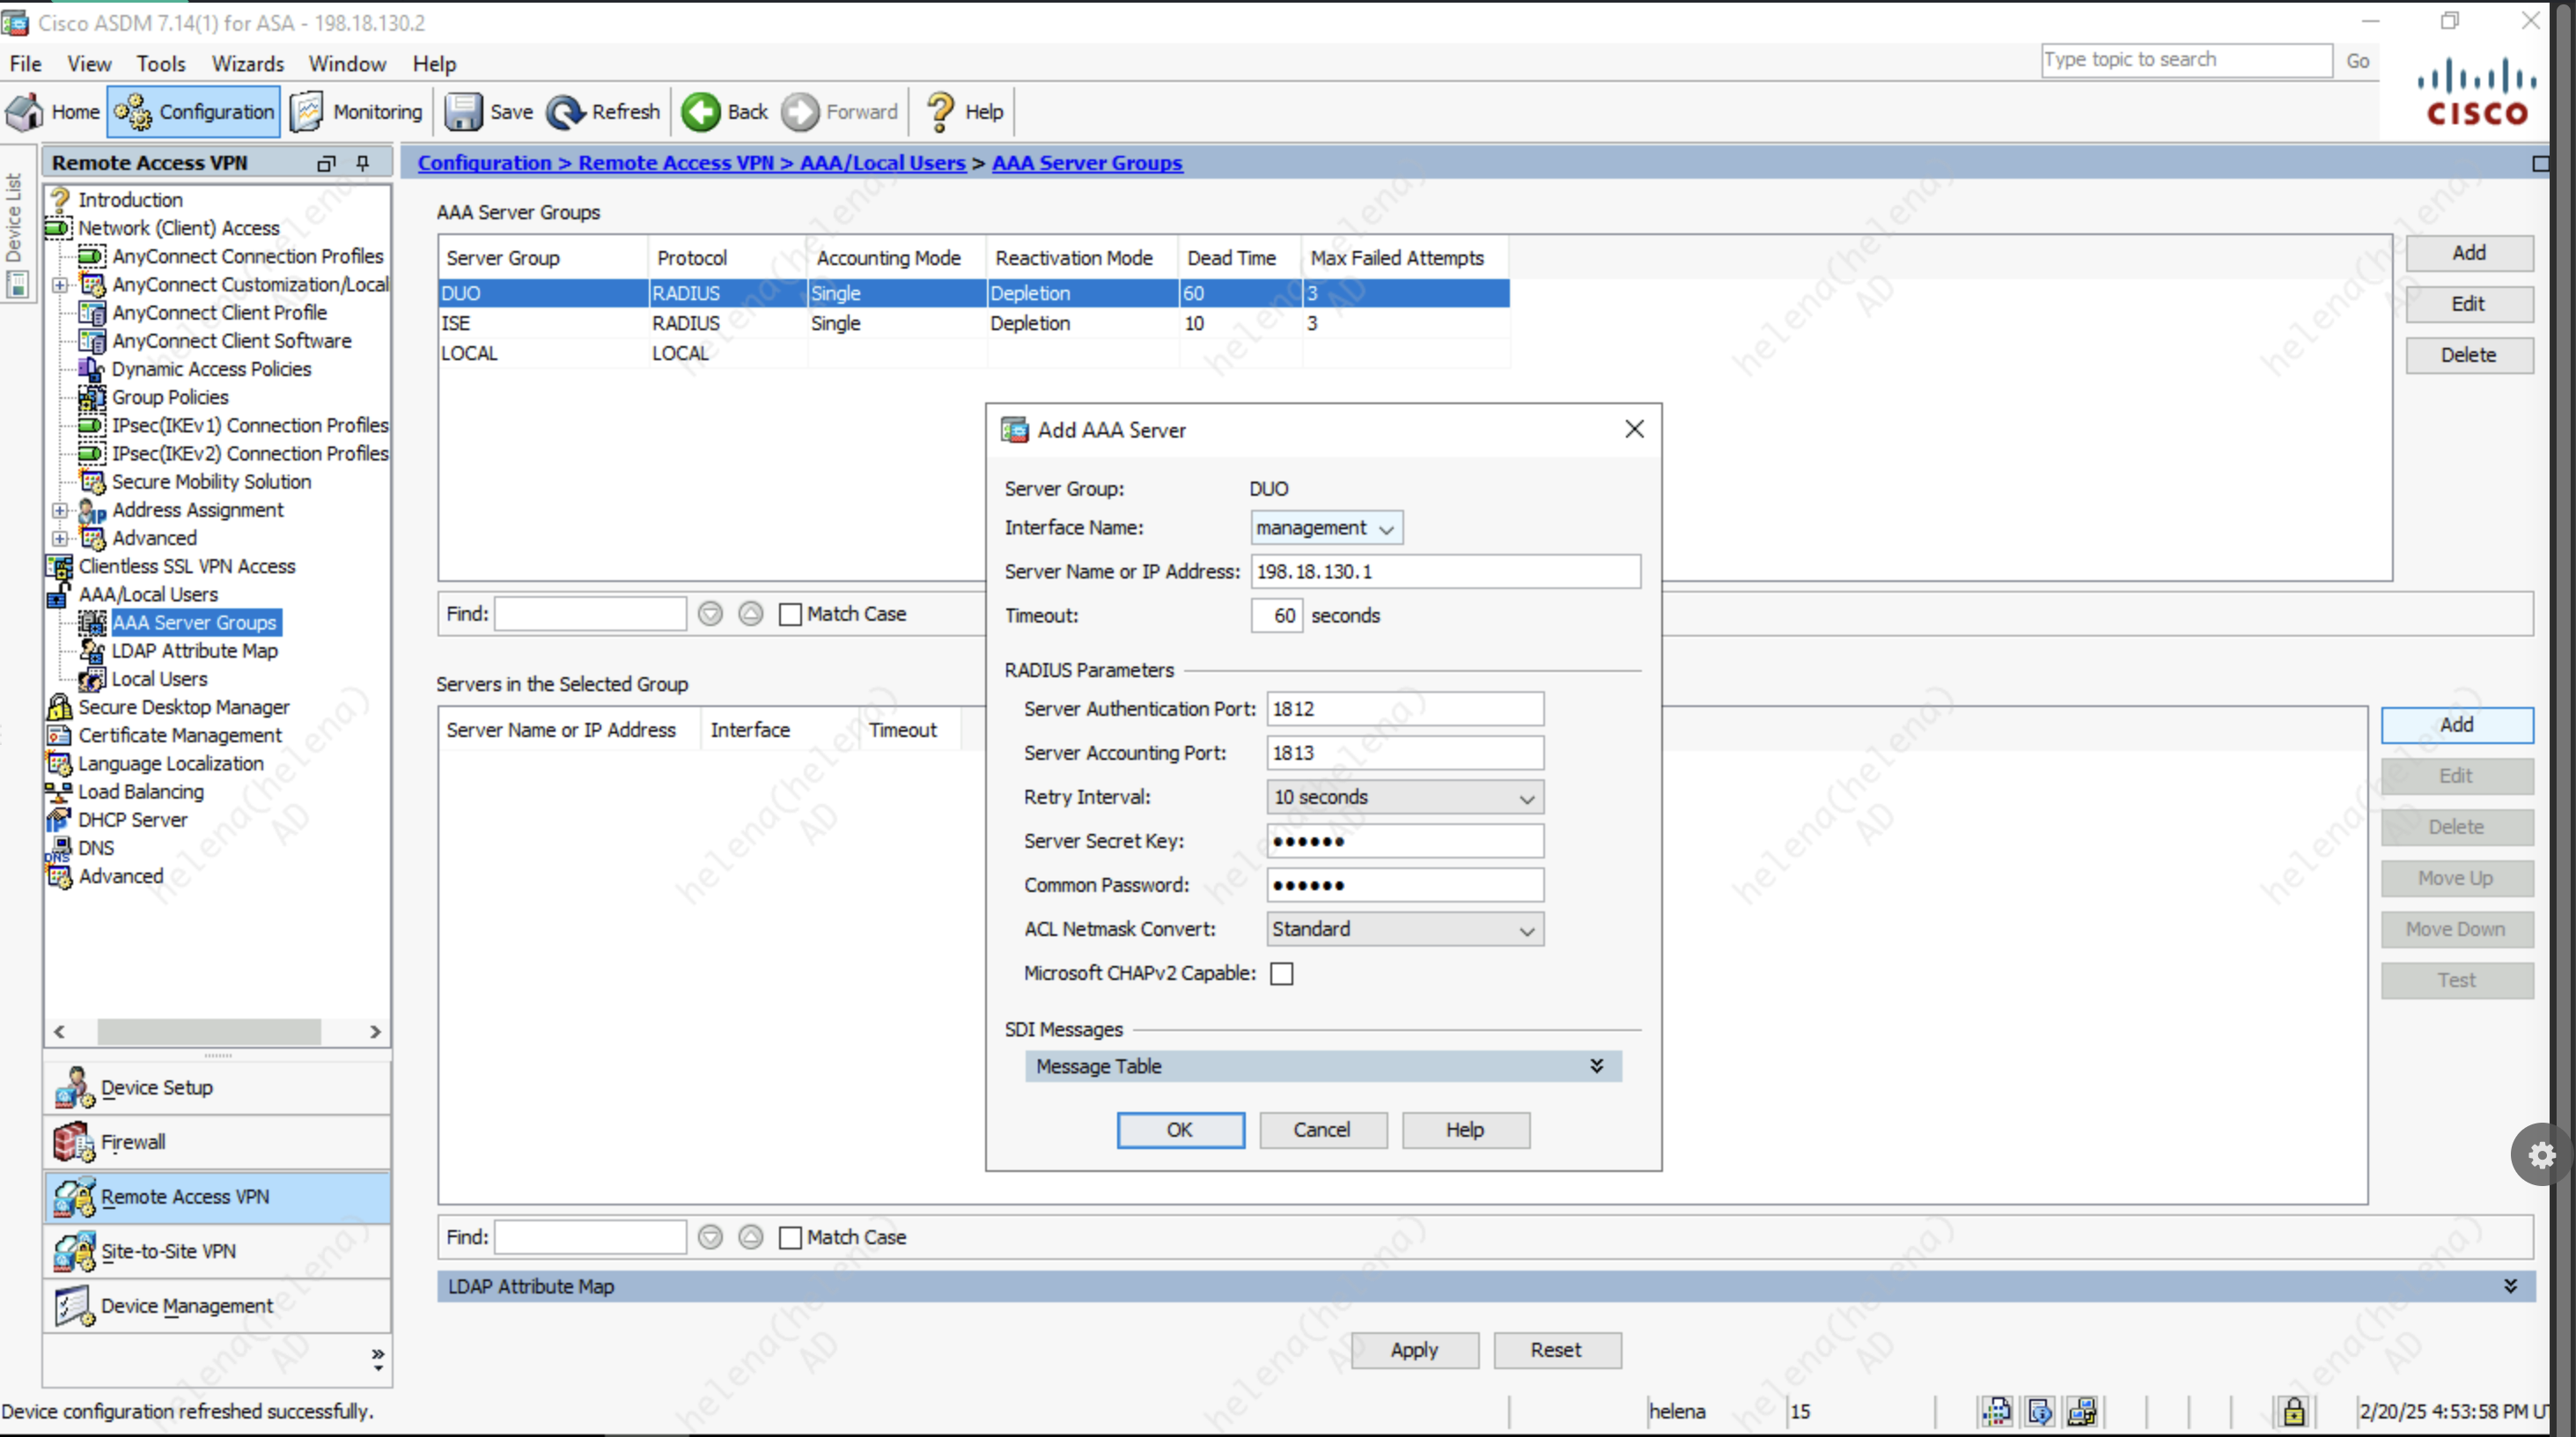 Cisco ASDM 7.14(1) for ASA - 198.18.130.2
File View Tools Wizards Window Help
Type topic to search Go
Home Configuration Monitoring Save Refresh Back Forward Help
CISCO
Device List
Remote Access VPN
Introduction
Network (Client) Access
AnyConnect Connection Profiles
AnyConnect Customization/Local
AnyConnect Client Profile
AnyConnect Client Software
Dynamic Access Policies
Group Policies
IPsec(IKEv1) Connection Profiles
IPsec(IKEv2) Connection Profiles
Secure Mobility Solution
Address Assignment
Advanced
Clientless SSL VPN Access
AAA/Local Users
AAA Server Groups
LDAP Attribute Map
Local Users
Secure Desktop Manager
Certificate Management
Language Localization
Load Balancing
DHCP Server
DNS
Advanced
Device Setup
Firewall
Remote Access VPN
Site-to-Site VPN
Device Management
Configuration > Remote Access VPN > AAA/Local Users > AAA Server Groups
AAA Server Groups
Server Group Protocol Accounting Mode Reactivation Mode Dead Time Max Failed Attempts
DUO RADIUS Single Depletion 60 3
ISE RADIUS Single Depletion 10 3
LOCAL LOCAL
Add
Edit
Delete
Find: Match Case
Servers in the Selected Group
Server Name or IP Address Interface Timeout
Add
Edit
Delete
Move Up
Move Down
Test
Add AAA Server
Server Group: DUO
Interface Name: management
Server Name or IP Address: 198.18.130.1
Timeout: 60 seconds
RADIUS Parameters
Server Authentication Port: 1812
Server Accounting Port: 1813
Retry Interval: 10 seconds
Server Secret Key: ••••••
Common Password: ••••••
ACL Netmask Convert: Standard
Microsoft CHAPv2 Capable:
SDI Messages
Message Table
OK Cancel Help
Find: Match Case
LDAP Attribute Map
Apply Reset
Device configuration refreshed successfully.
helena 15 2/20/25 4:53:58 PM U
helena(helena)
AD